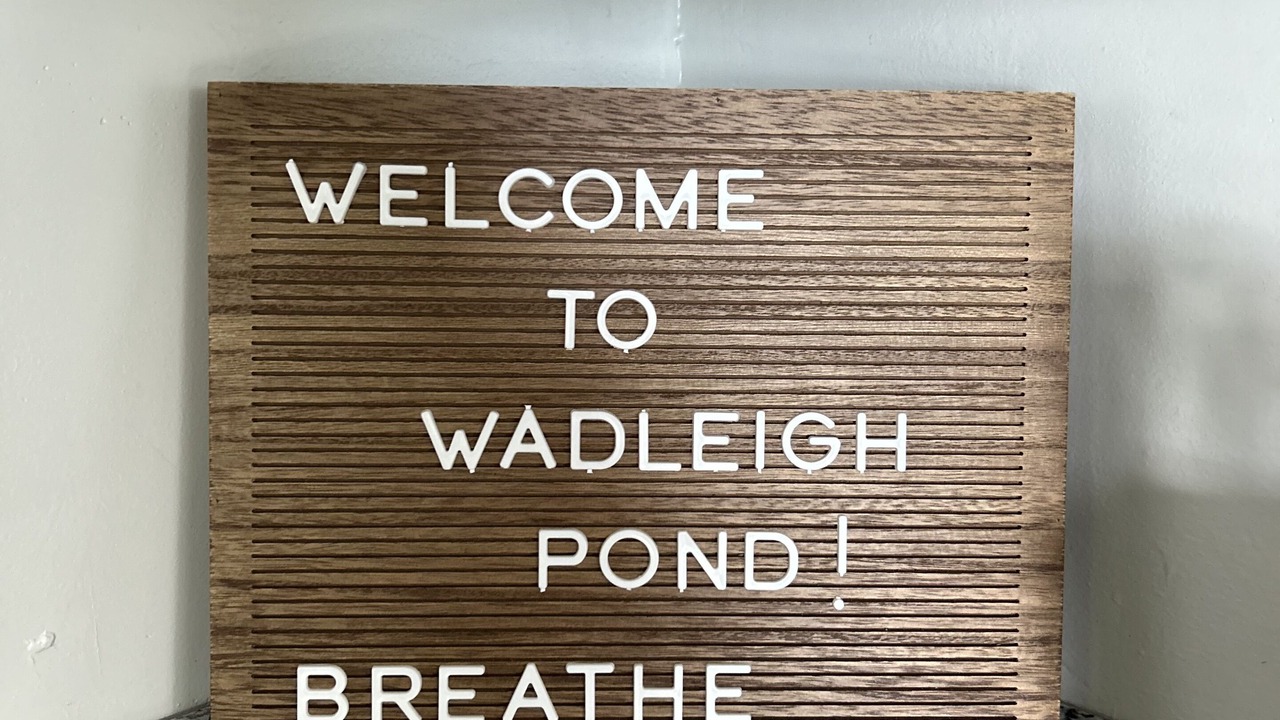 WELCOME
TO
WADLEIGH
POND!
BREATHE